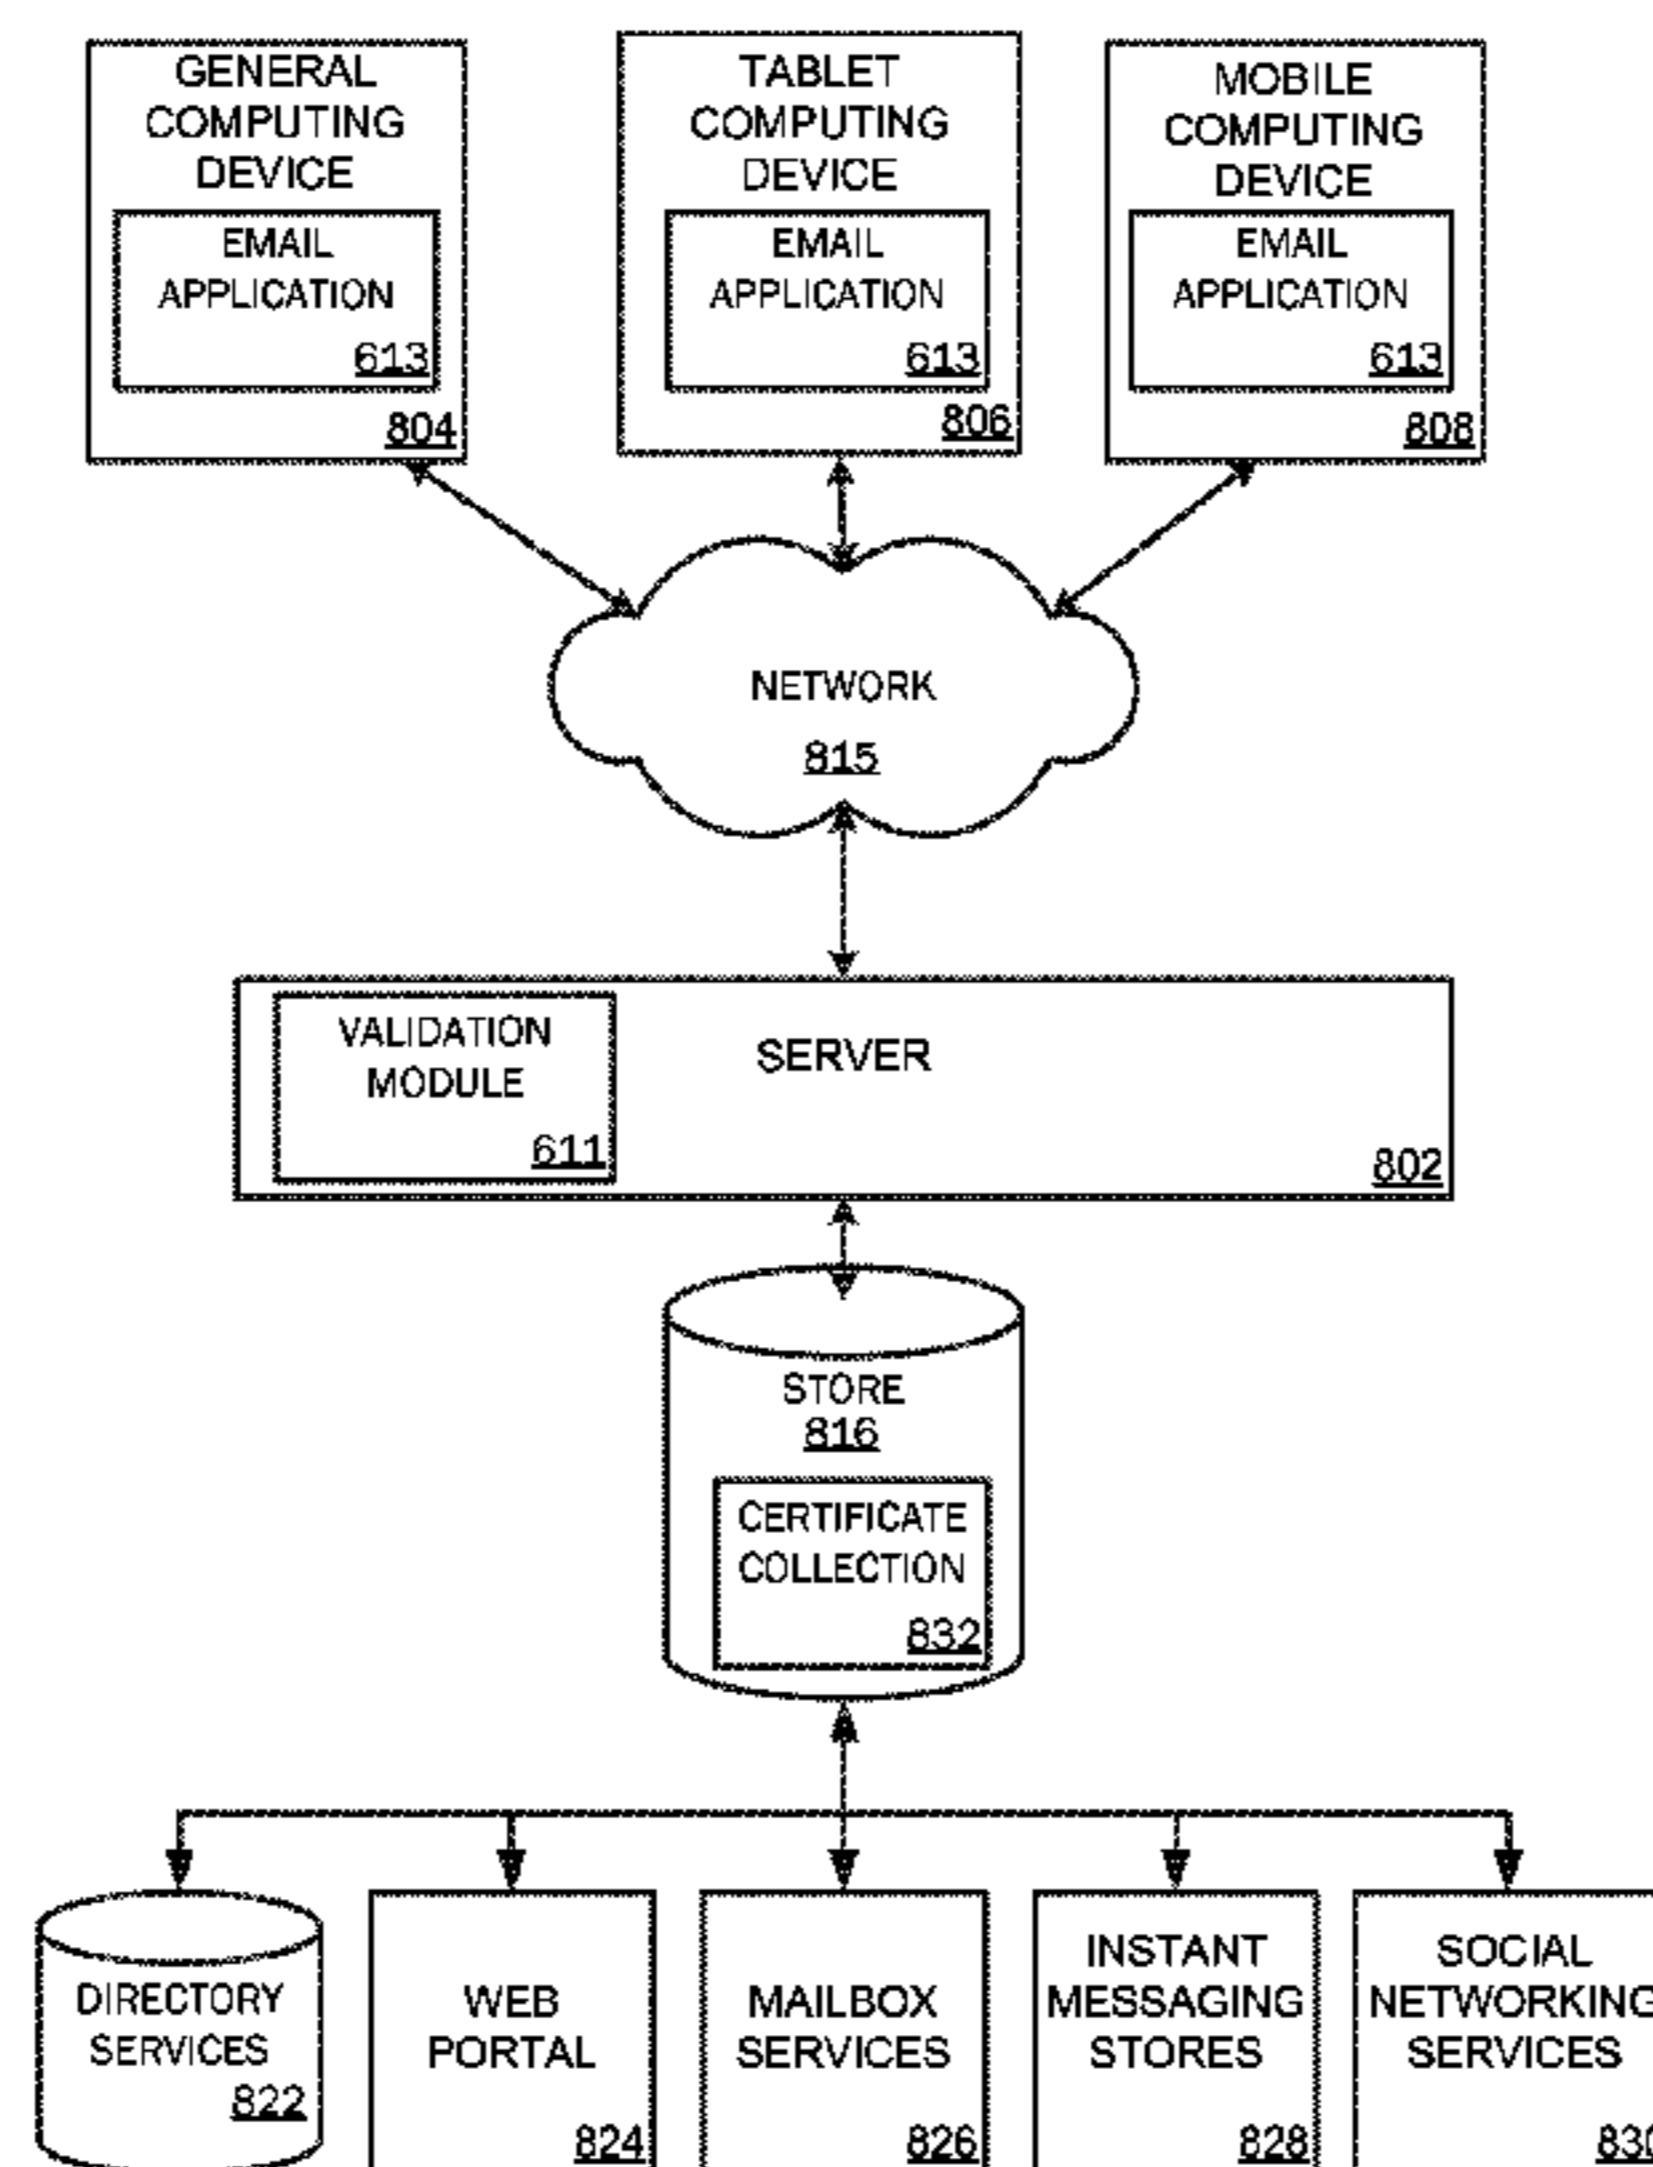 GENERAL
COMPUTING
DEVICE
EMAIL
APPLICATION
613
804
TABLET
COMPUTING
DEVICE
EMAIL
APPLICATION
613
806
MOBILE
COMPUTING
DEVICE
EMAIL
APPLICATION
613
808
NETWORK
815
VALIDATION
MODULE
611
SERVER
802
STORE
816
CERTIFICATE
COLLECTION
832
DIRECTORY
SERVICES
822
WEB
PORTAL
824
MAILBOX
SERVICES
826
INSTANT
MESSAGING
STORES
828
SOCIAL
NETWORKING
SERVICES
830